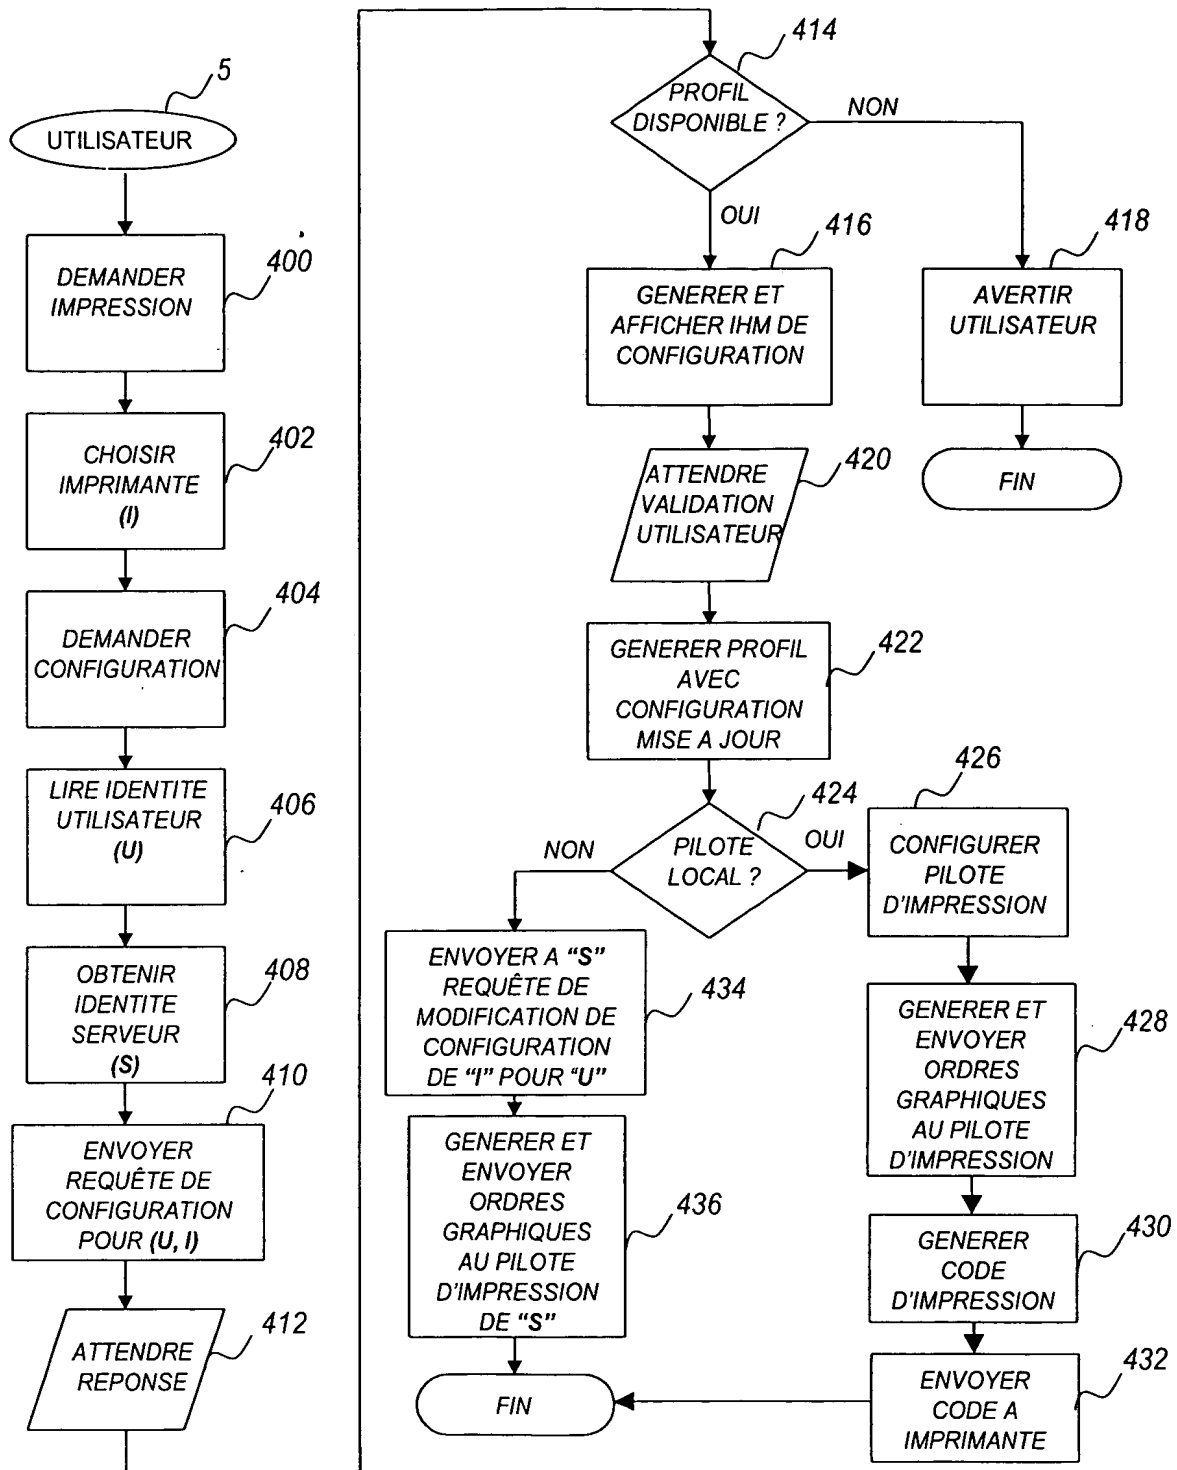 5
UTILISATEUR
400
DEMANDER
IMPRESSION
402
CHOISIR
IMPRIMANTE
(I)
404
DEMANDER
CONFIGURATION
406
LIRE IDENTITE
UTILISATEUR
(U)
408
OBTENIR
IDENTITE
SERVEUR
(S)
410
ENVOYER
REQUÊTE DE
CONFIGURATION
POUR (U, I)
412
ATTENDRE
REPONSE
414
PROFIL
DISPONIBLE ?
NON
OUI
416
GENERER ET
AFFICHER IHM DE
CONFIGURATION
418
AVERTIR
UTILISATEUR
FIN
420
ATTENDRE
VALIDATION
UTILISATEUR
422
GENERER PROFIL
AVEC
CONFIGURATION
MISE A JOUR
424
PILOTE
LOCAL ?
NON
OUI
426
CONFIGURER
PILOTE
D'IMPRESSION
428
GENERER ET
ENVOYER
ORDRES
GRAPHIQUES
AU PILOTE
D'IMPRESSION
430
GENERER
CODE
D'IMPRESSION
432
ENVOYER
CODE A
IMPRIMANTE
434
ENVOYER A “S”
REQUÊTE DE
MODIFICATION DE
CONFIGURATION
DE “I” POUR “U”
436
GENERER ET
ENVOYER
ORDRES
GRAPHIQUES
AU PILOTE
D'IMPRESSION
DE “S”
FIN